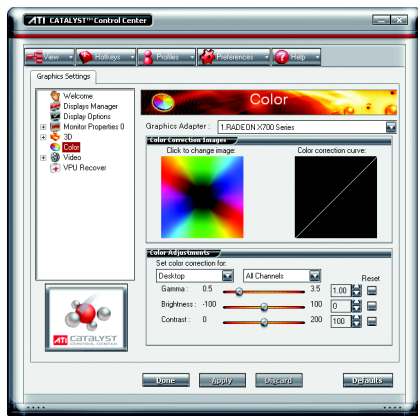 ATI CATALYST™ Control Center
View Hotkeys Profiles Preferences Help
Graphics Settings
Welcome
Displays Manager
Display Options
Monitor Properties 0
3D
Color
Video
VPU Recover
ATI CATALYST
CONTROL CENTER
Color
Graphics Adapter : 1.RADEON X700 Series
Color Correction Images
Click to change image: Color correction curve:
Color Adjustments
Set color correction for:
Desktop All Channels Reset
Gamma : 0.5 3.5 1.00
Brightness : -100 100 0
Contrast : 0 200 100
Done Apply Discard Defaults